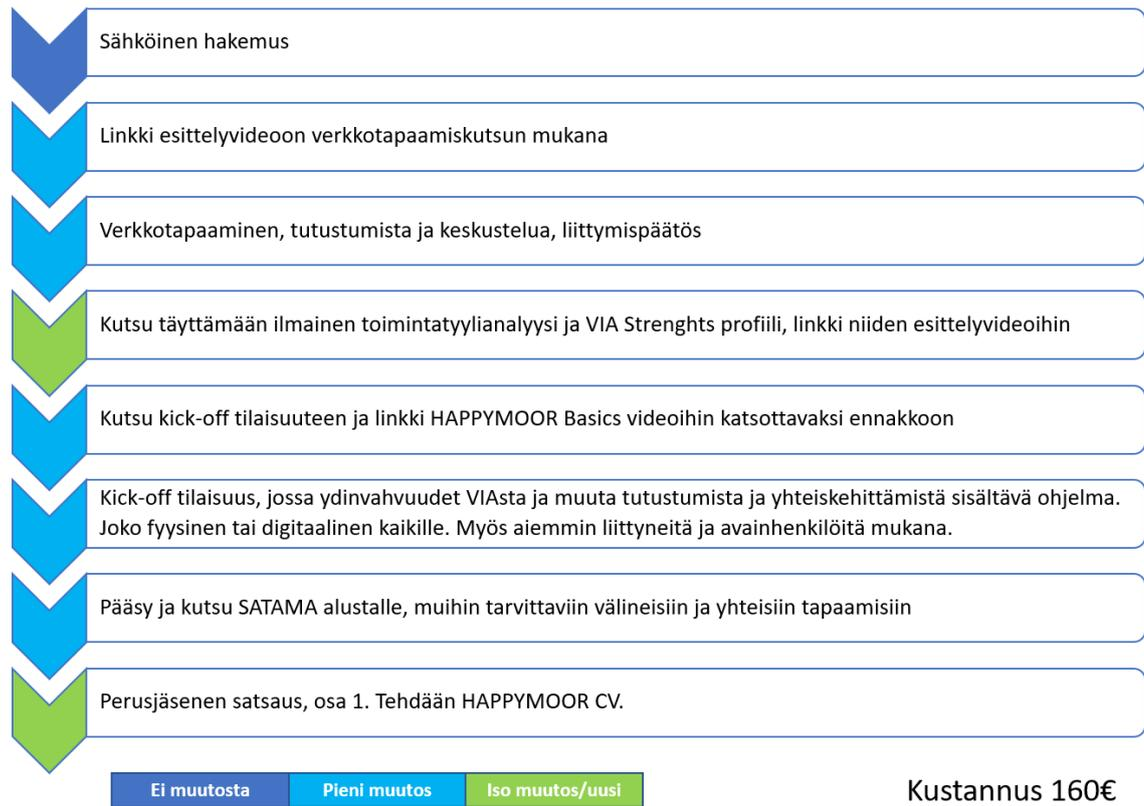 Sähköinen hakemus
Linkki esittelyvideoon verkkotapaamiskutsun mukana
Verkkotapaaminen, tutustumista ja keskustelua, liittymispäätös
Kutsu täyttämään ilmainen toimintatyylianalyysi ja VIA Strenghts profiili, linkki niiden esittelyvideoihin
Kutsu kick-off tilaisuuteen ja linkki HAPPYMOOR Basics videoihin katsottavaksi ennakkoon
Kick-off tilaisuus, jossa ydinvahvuudet VIAsta ja muuta tutustumista ja yhteiskehittämistä sisältävä ohjelma.
Joko fyysinen tai digitaalinen kaikille. Myös aiemmin liittyneitä ja avainhenkilöitä mukana.
Pääsy ja kutsu SATAMA alustalle, muihin tarvittaviin välineisiin ja yhteisiin tapaamisiin
Perusjäsenen satsaus, osa 1. Tehdään HAPPYMOOR CV.
Ei muutosta
Pieni muutos
Iso muutos/uusi
Kustannus 160€